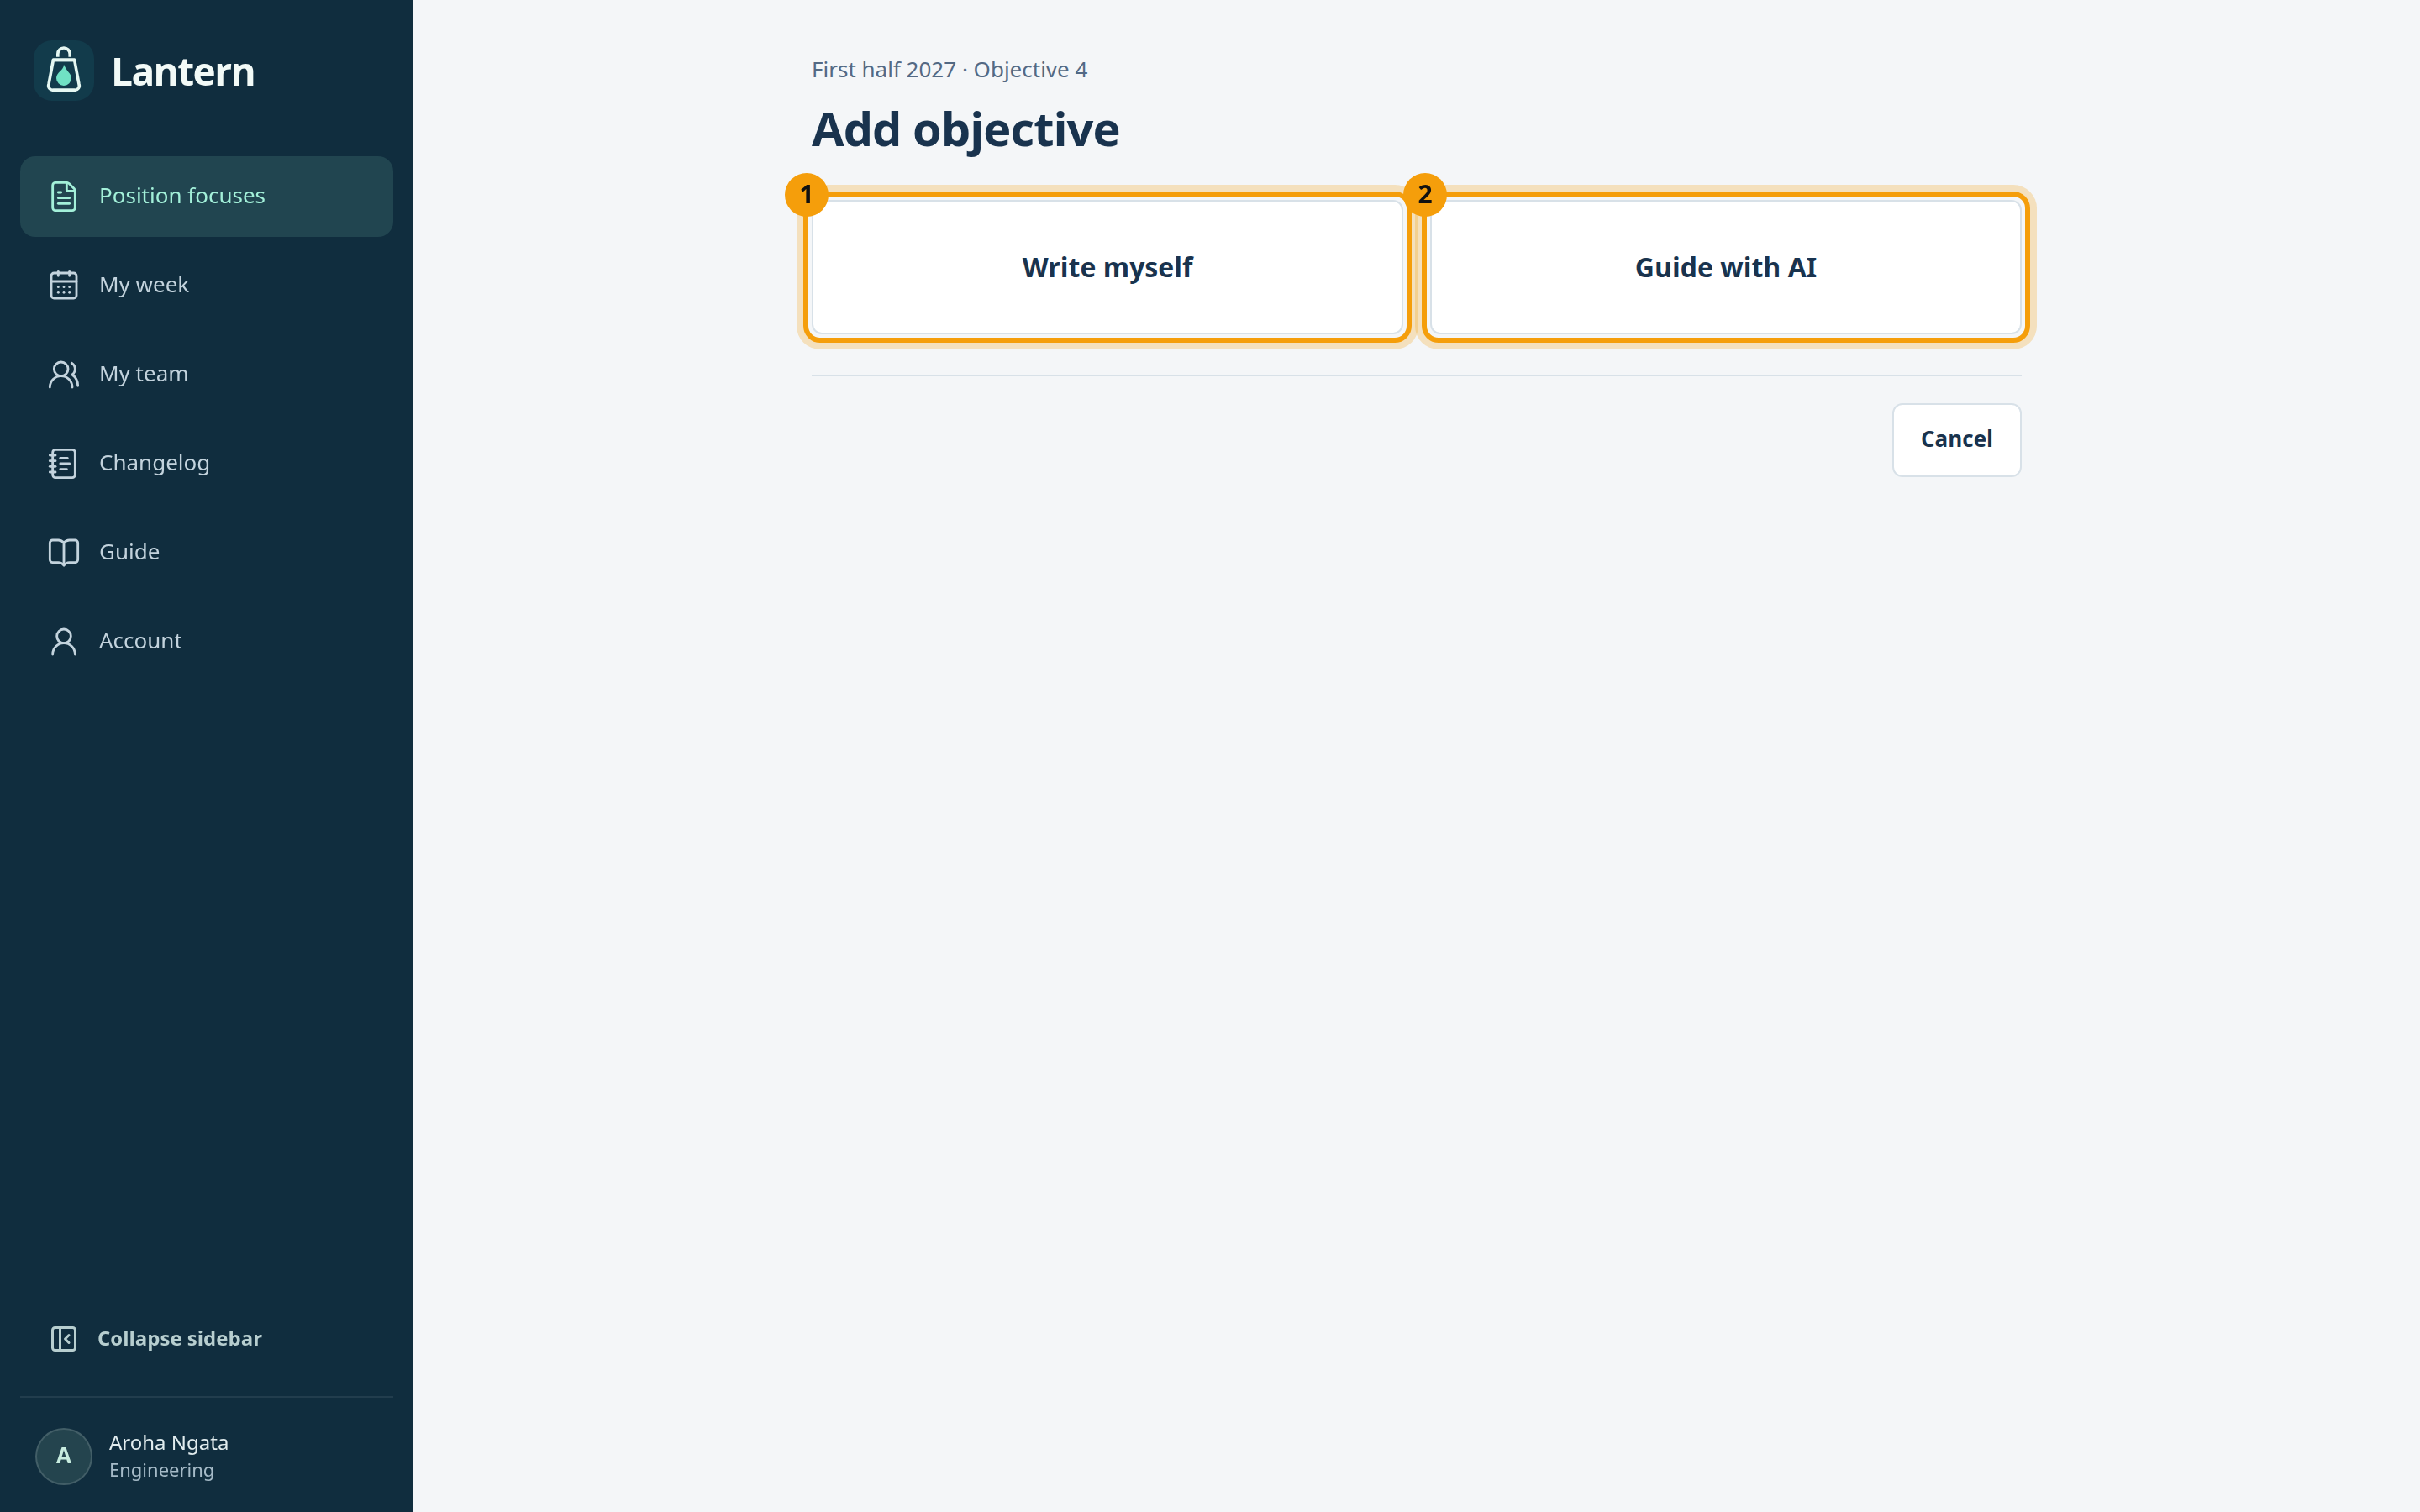 Lantern
Position focuses
My week
My team
Changelog
Guide
Account
Collapse sidebar
A
Aroha Ngata
Engineering
First half 2027 · Objective 4
Add objective
1
Write myself
2
Guide with AI
Cancel